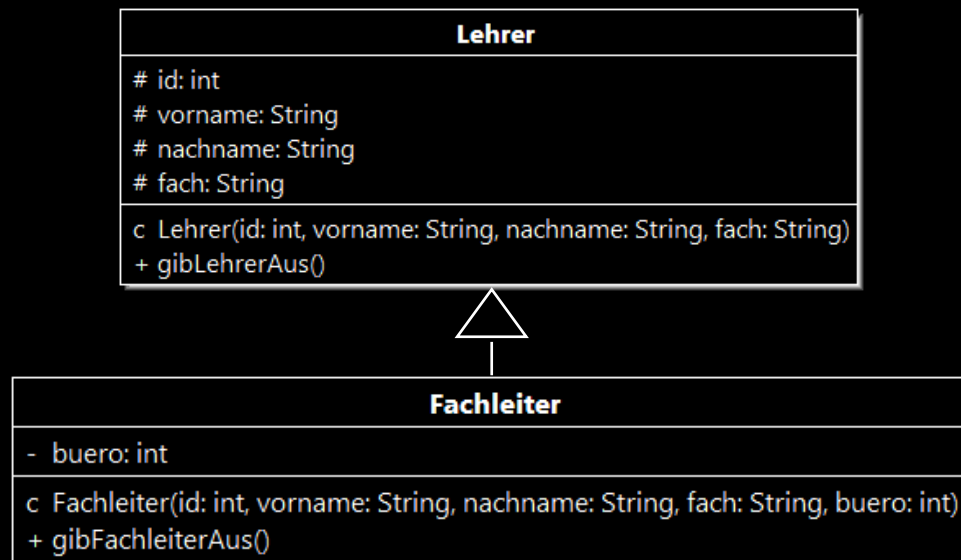 Lehrer
# id: int
# vorname: String
# nachname: String
# fach: String
c Lehrer(id: int, vorname: String, nachname: String, fach: String)
+ gibLehrerAus()
Fachleiter
- buero: int
c Fachleiter(id: int, vorname: String, nachname: String, fach: String, buero: int)
+ gibFachleiterAus()